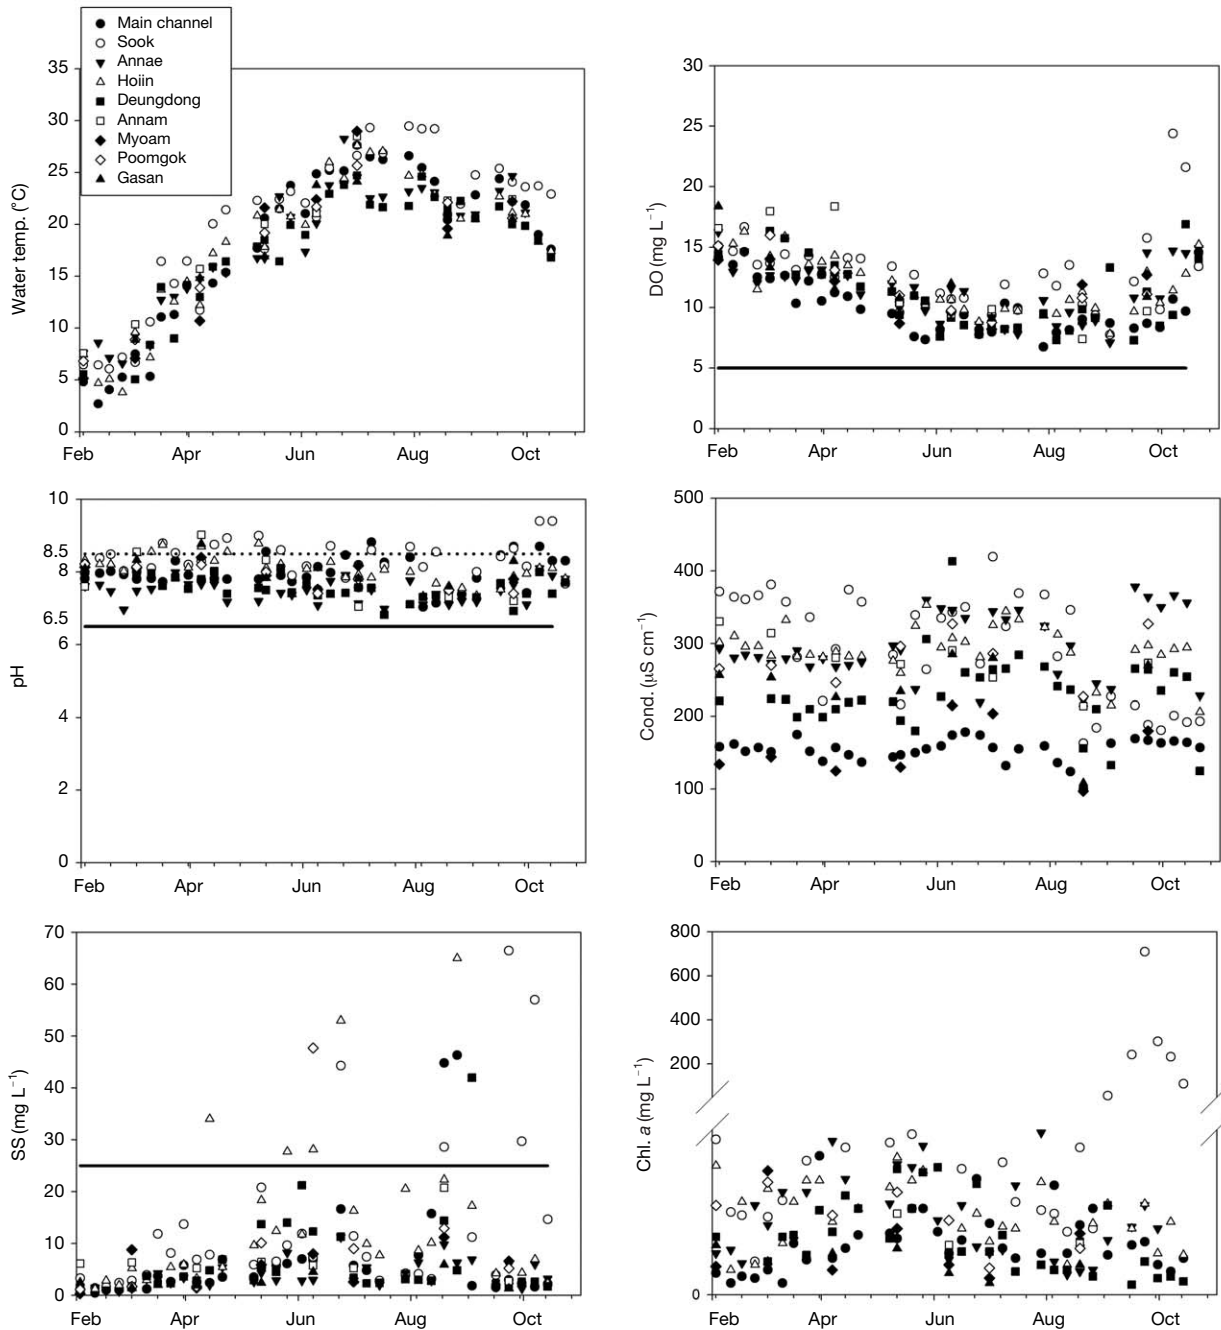 Main channel
Sook
Annae
Hoiin
Deungdong
Annam
Myoam
Poomgok
Gasan
Water temp. (°C)
35
30
25
20
15
10
5
0
Feb Apr Jun Aug Oct
DO (mg L⁻¹)
30
25
20
15
10
5
0
Feb Apr Jun Aug Oct
pH
10
8.5
8
6.5
6
4
2
0
Feb Apr Jun Aug Oct
Cond. (µS cm⁻¹)
500
400
300
200
100
0
Feb Apr Jun Aug Oct
SS (mg L⁻¹)
70
60
50
40
30
20
10
0
Feb Apr Jun Aug Oct
Chl. a (mg L⁻¹)
800
600
400
200
0
Feb Apr Jun Aug Oct